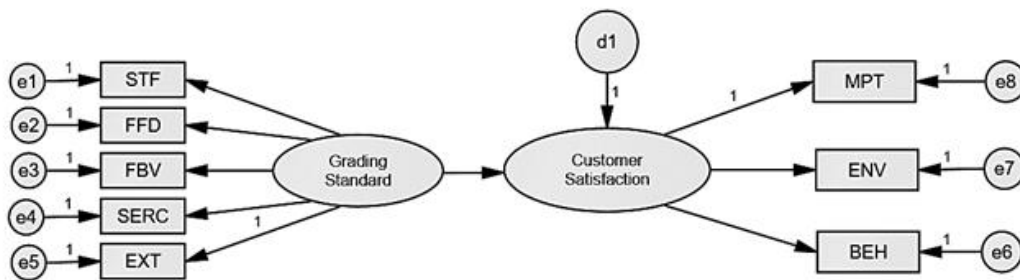 d1
1
e1 1 STF
1 MPT 1 e8
e2 1 FFD
e3 1 FBV
Grading
Standard
Customer
Satisfaction
ENV 1 e7
e4 1 SERC
1
e5 1 EXT
BEH 1 e6